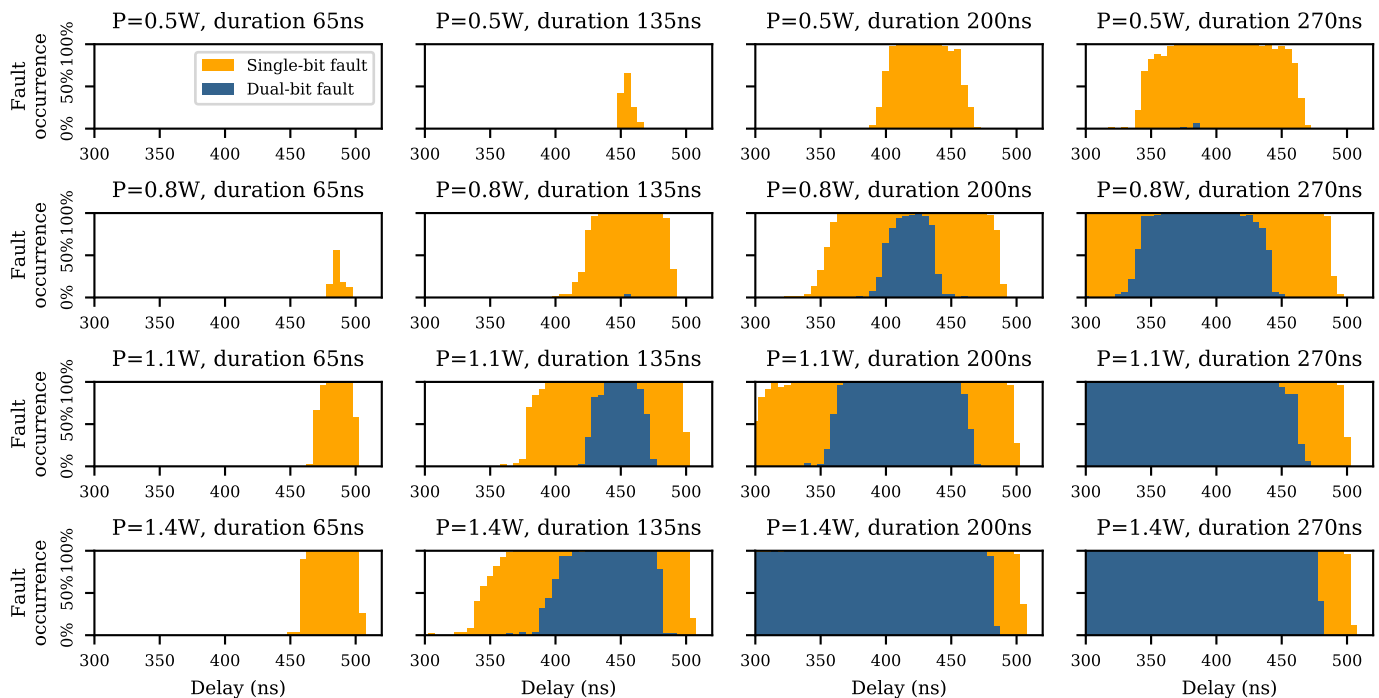 P=0.5W, duration 65ns
P=0.5W, duration 135ns
P=0.5W, duration 200ns
P=0.5W, duration 270ns
Fault
occurrence
0%
50%
100%
Single-bit fault
Dual-bit fault
300 350 400 450 500
300 350 400 450 500
300 350 400 450 500
300 350 400 450 500
P=0.8W, duration 65ns
P=0.8W, duration 135ns
P=0.8W, duration 200ns
P=0.8W, duration 270ns
Fault
occurrence
0%
50%
100%
300 350 400 450 500
300 350 400 450 500
300 350 400 450 500
300 350 400 450 500
P=1.1W, duration 65ns
P=1.1W, duration 135ns
P=1.1W, duration 200ns
P=1.1W, duration 270ns
Fault
occurrence
0%
50%
100%
300 350 400 450 500
300 350 400 450 500
300 350 400 450 500
300 350 400 450 500
P=1.4W, duration 65ns
P=1.4W, duration 135ns
P=1.4W, duration 200ns
P=1.4W, duration 270ns
Fault
occurrence
0%
50%
100%
300 350 400 450 500
300 350 400 450 500
300 350 400 450 500
300 350 400 450 500
Delay (ns)
Delay (ns)
Delay (ns)
Delay (ns)